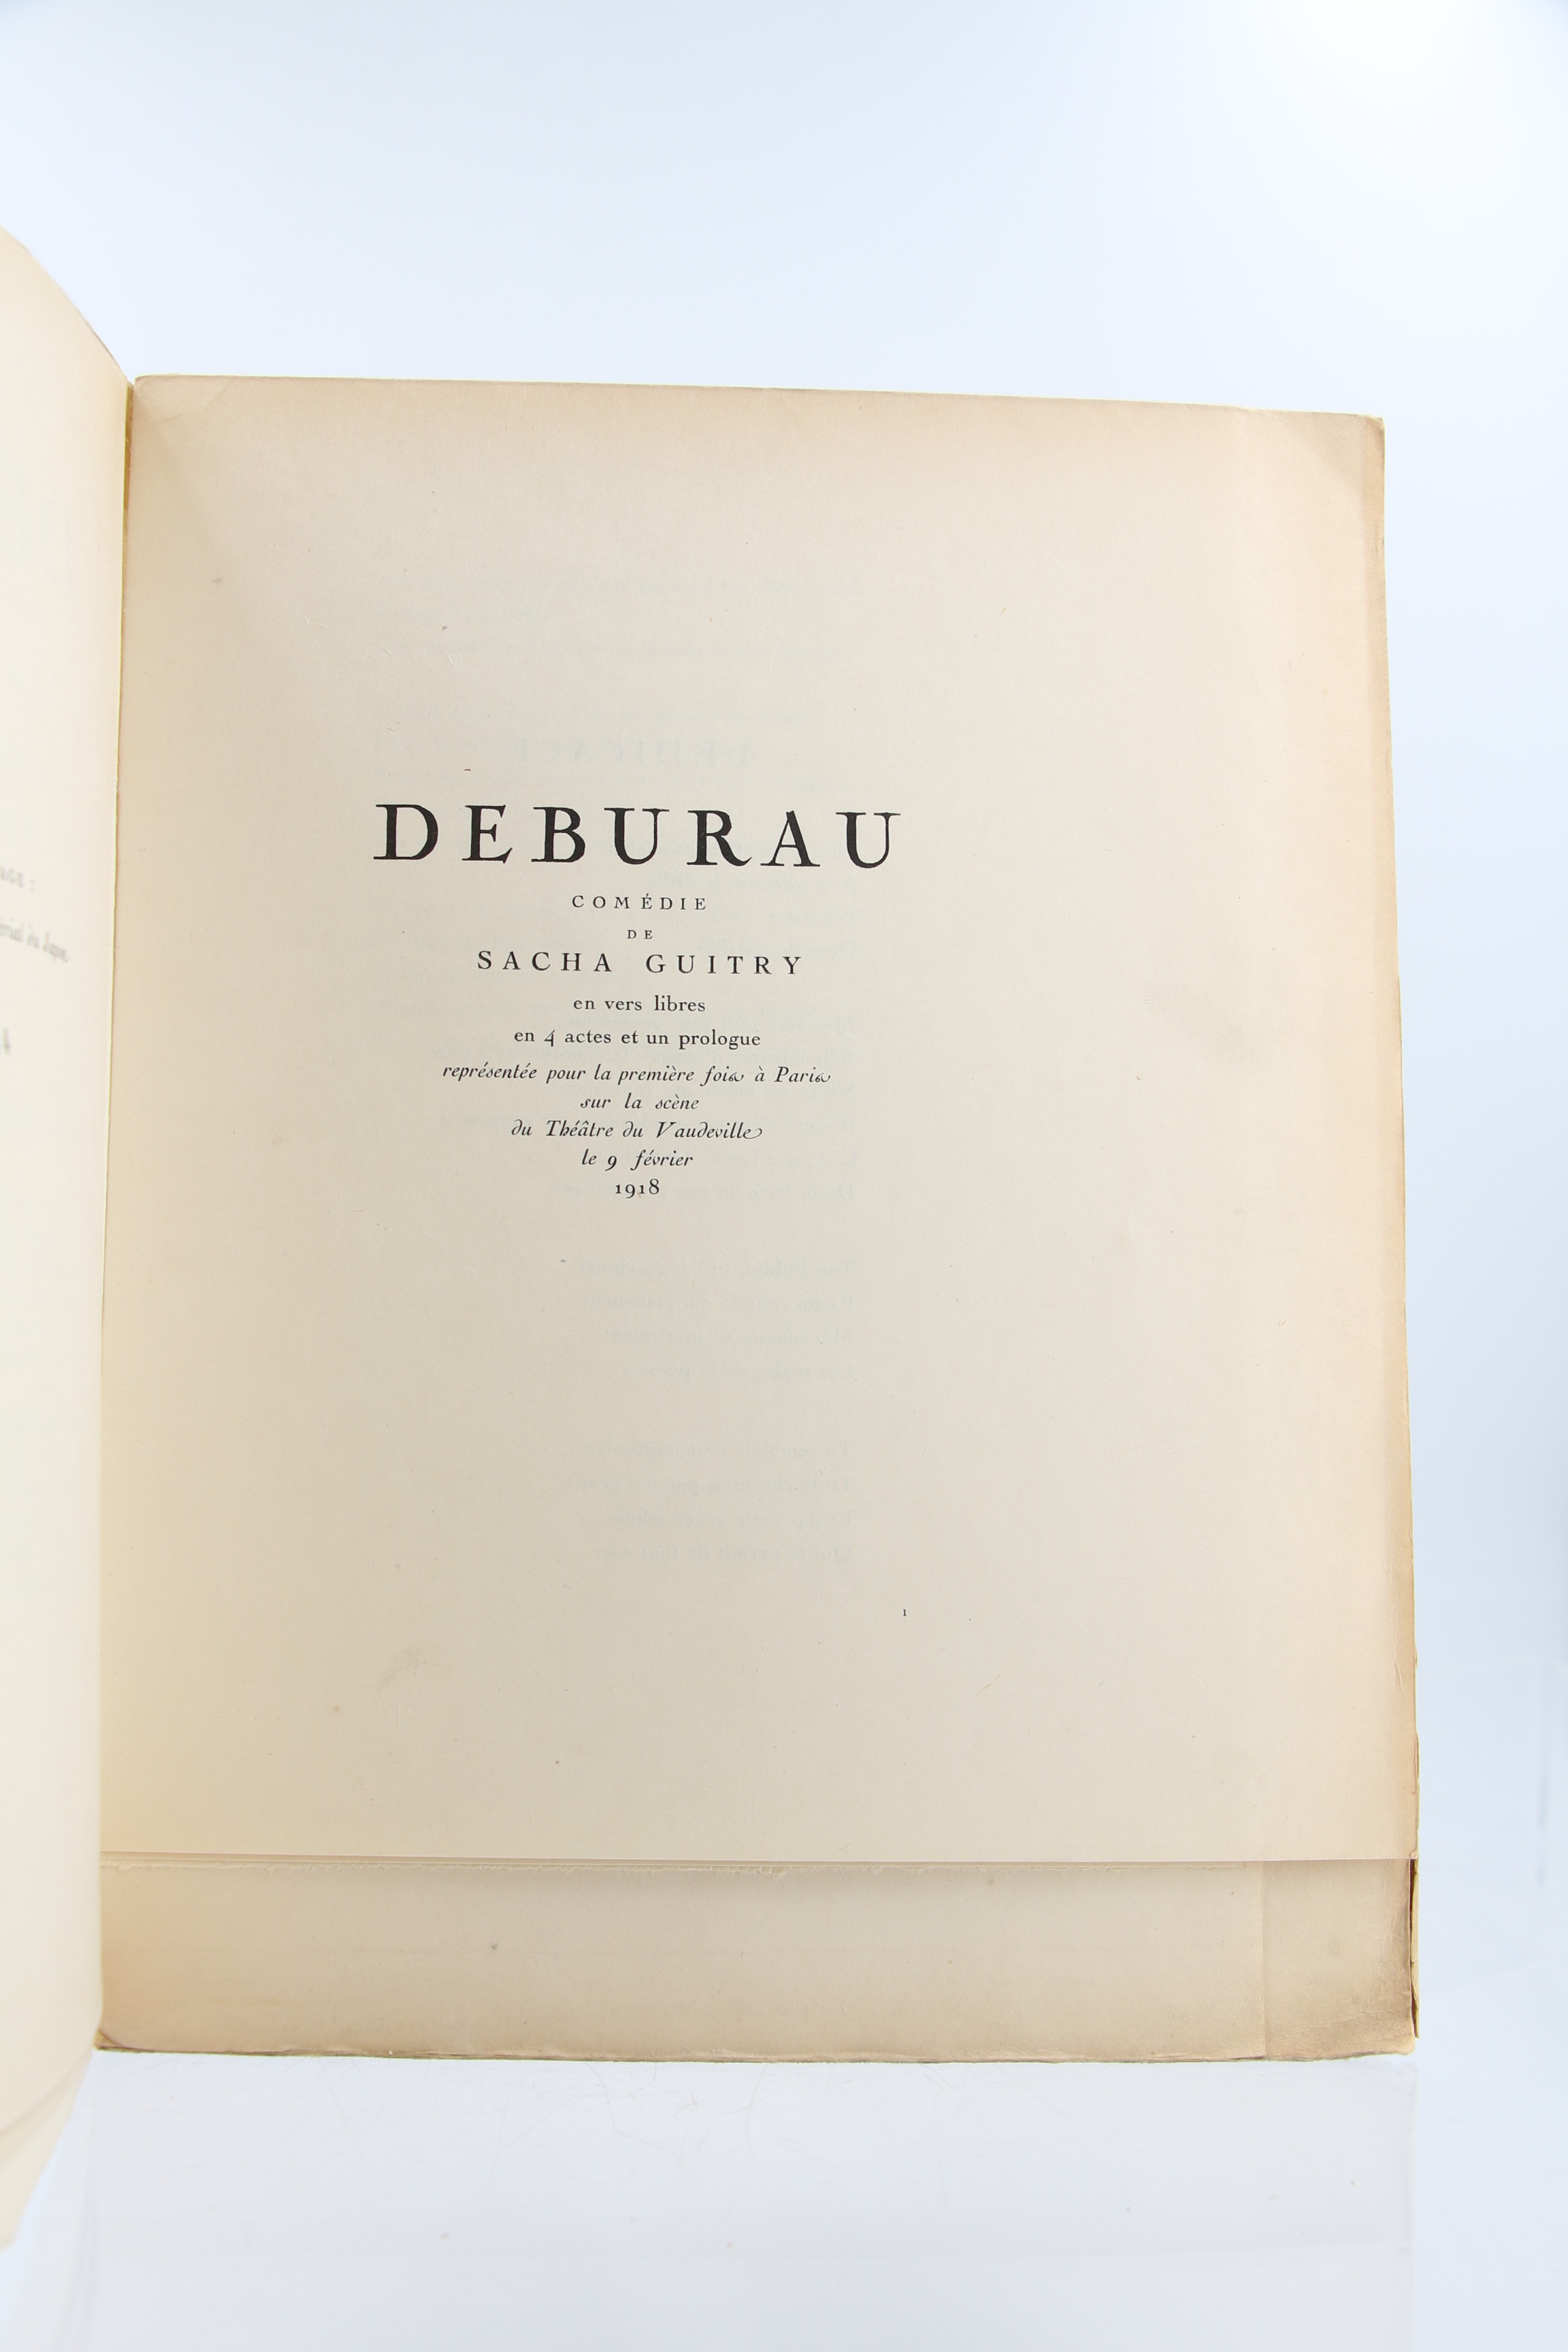 DEBURAU
COMÉDIE
DE
SACHA GUITRY
en vers libres
en 4 actes et un prologue
représentée pour la première fois à Paris
sur la scène
du Théâtre du Vaudeville
le 9 février
1918
1